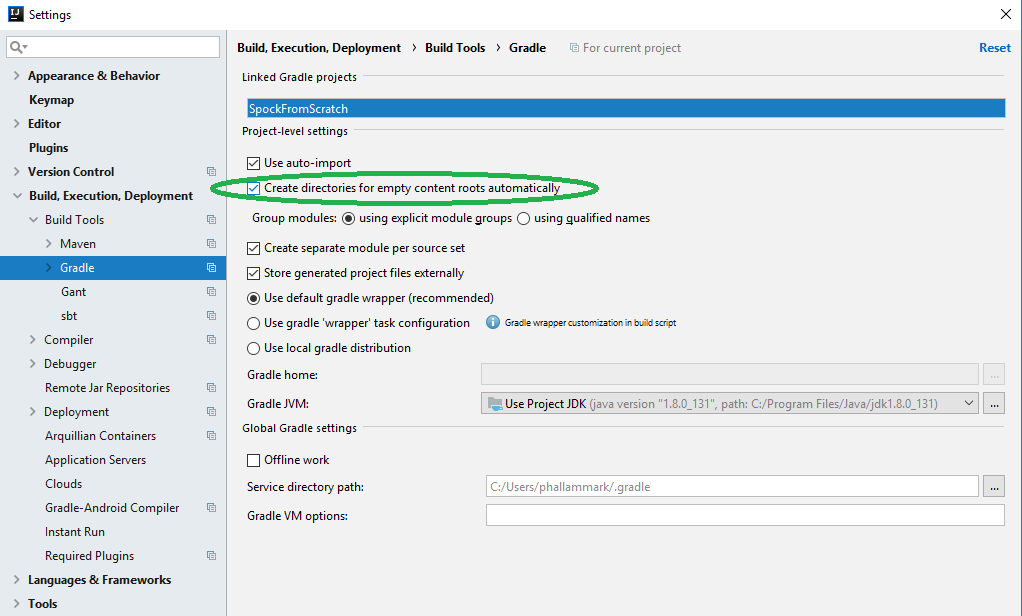 Settings
Build, Execution, Deployment › Build Tools › Gradle For current project Reset
Appearance & Behavior
Keymap
Editor
Plugins
Version Control
Build, Execution, Deployment
Build Tools
Maven
Gradle
Gant
sbt
Compiler
Debugger
Remote Jar Repositories
Deployment
Arquillian Containers
Application Servers
Clouds
Gradle-Android Compiler
Instant Run
Required Plugins
Languages & Frameworks
Tools
Linked Gradle projects
SpockFromScratch
Project-level settings
Use auto-import
Create directories for empty content roots automatically
Group modules: using explicit module groups using qualified names
Create separate module per source set
Store generated project files externally
Use default gradle wrapper (recommended)
Use gradle 'wrapper' task configuration Gradle wrapper customization in build script
Use local gradle distribution
Gradle home: ...
Gradle JVM: Use Project JDK (java version "1.8.0_131", path: C:/Program Files/Java/jdk1.8.0_131) ...
Global Gradle settings
Offline work
Service directory path: C:/Users/phallammark/.gradle ...
Gradle VM options: